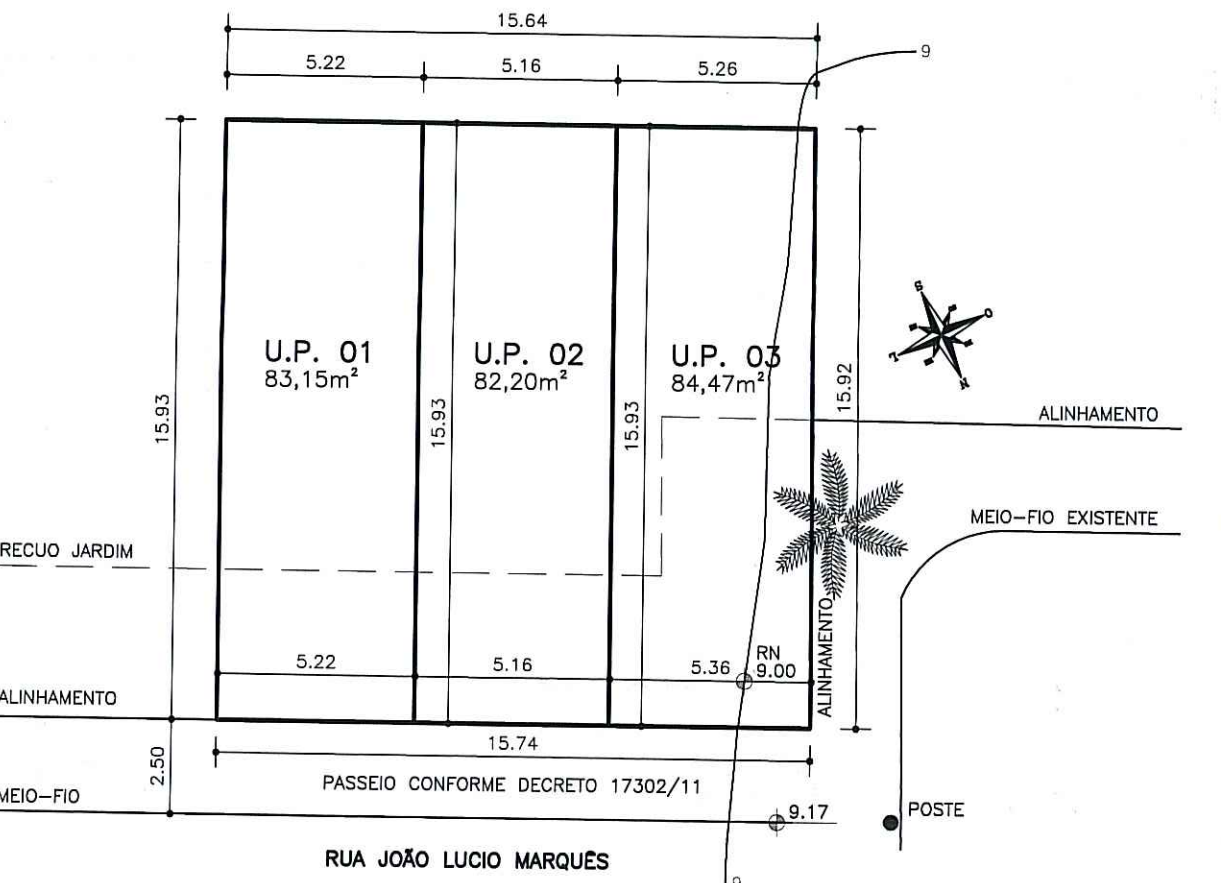 15.64
5.22 5.16 5.26
9
15.93
U.P. 01
83,15m²
15.93
U.P. 02
82,20m²
15.93
U.P. 03
84,47m²
15.92
S
O
L
N
ALINHAMENTO
MEIO-FIO EXISTENTE
RECUO JARDIM
ALINHAMENTO
5.22 5.16 5.36
RN
9.00
ALINHAMENTO
15.74
2.50
PASSEIO CONFORME DECRETO 17302/11
MEIO-FIO
9.17
POSTE
RUA JOÃO LUCIO MARQUES
9